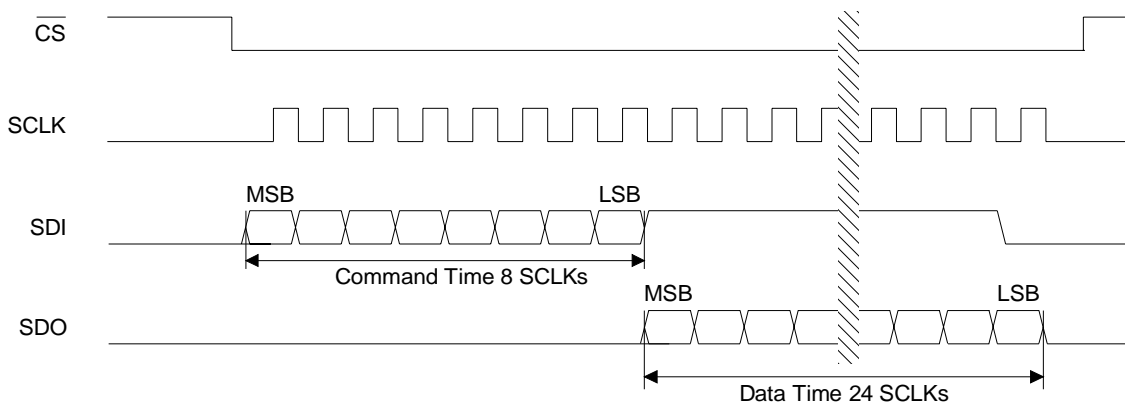 CS
SCLK
MSB LSB
SDI
Command Time 8 SCLKs
MSB LSB
SDO
Data Time 24 SCLKs